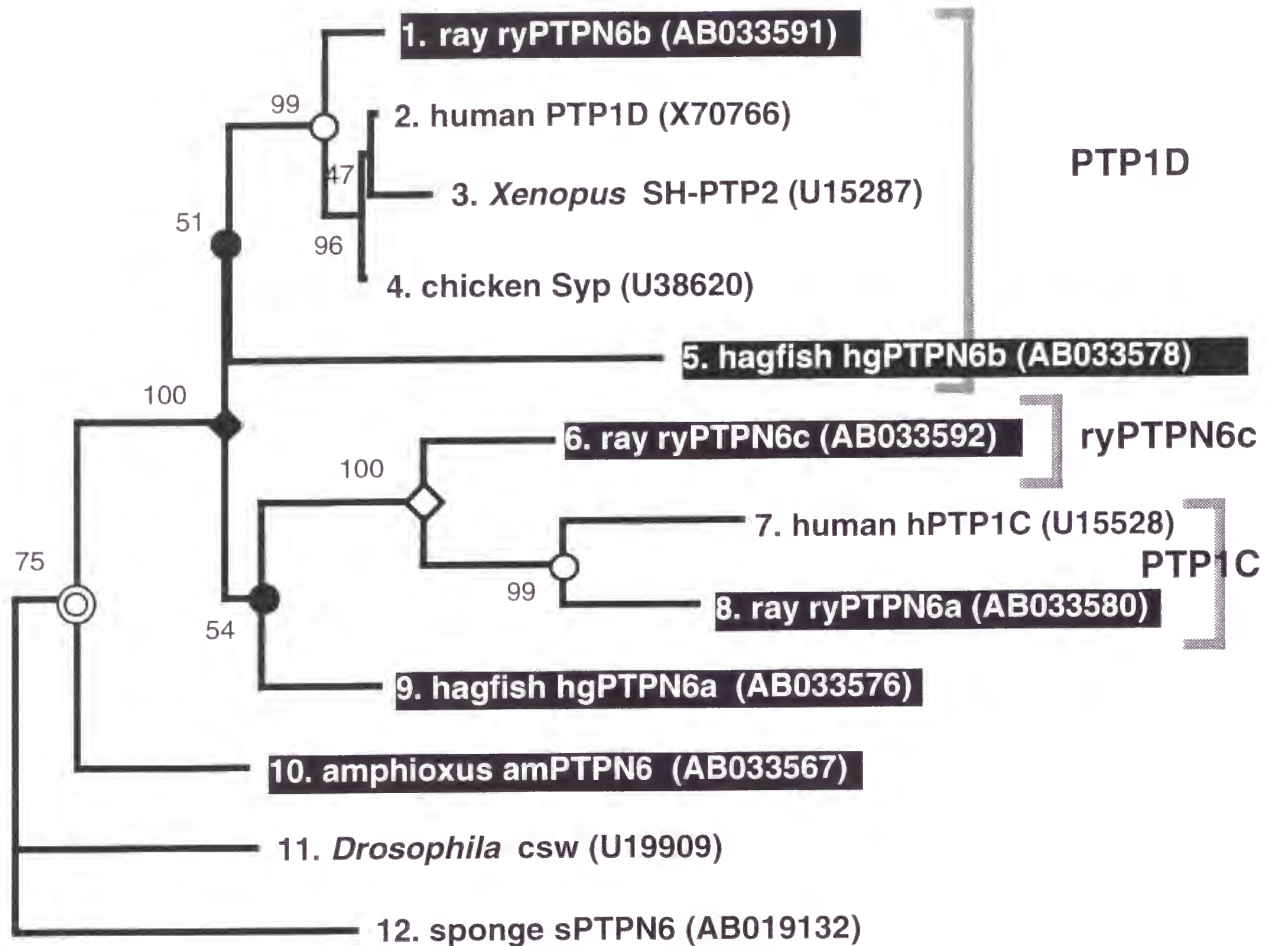 1. ray ryPTPN6b (AB033591)
99
2. human PTP1D (X70766)
PTP1D
47
3. Xenopus SH-PTP2 (U15287)
51
96
4. chicken Syp (U38620)
5. hagfish hgPTPN6b (AB033578)
100
6. ray ryPTPN6c (AB033592)
ryPTPN6c
100
7. human hPTP1C (U15528)
PTP1C
75
99
8. ray ryPTPN6a (AB033580)
54
9. hagfish hgPTPN6a (AB033576)
10. amphioxus amPTPN6 (AB033567)
11. Drosophila csw (U19909)
12. sponge sPTPN6 (AB019132)